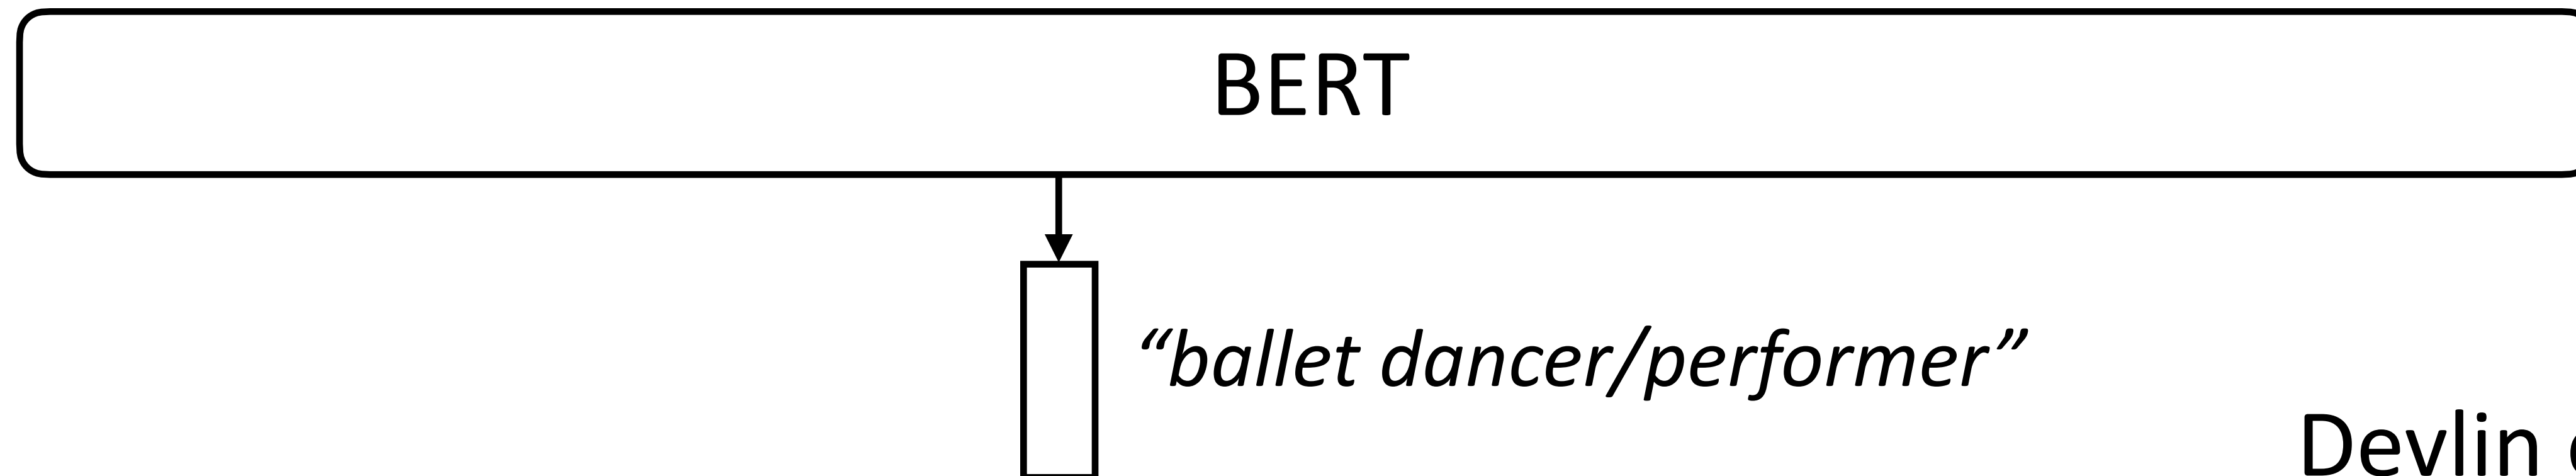 BERT
“ballet dancer/performer”
Devlin